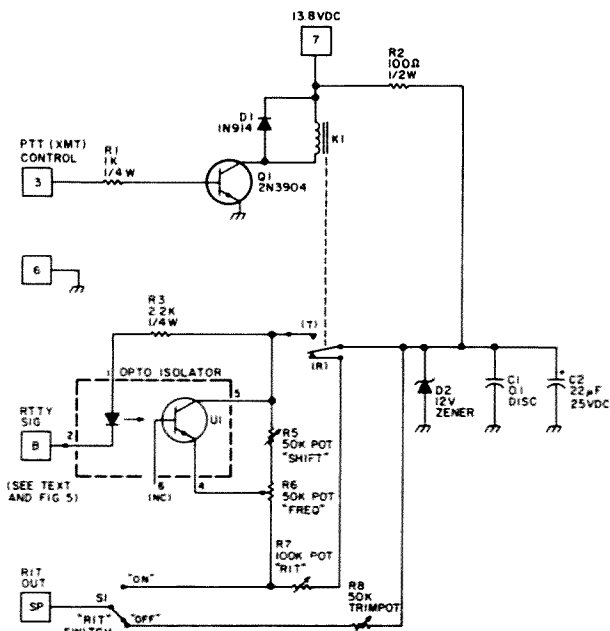 13.8VDC
7
R2
100Ω
1/2W
D1
1N914
K1
PTT (XMT)
CONTROL
3
R1
1K
1/4 W
Q1
2N3904
6
R3
2.2K
1/4W
(T)
(R)
1 OPTO ISOLATOR
5
U1
RTTY
SIG
B
2
6
(NC)
4
(SEE TEXT
AND FIG 5)
R5
50K POT
"SHIFT"
R6
50K POT
"FREQ"
D2
12V
ZENER
C1
0.1
DISC
+
C2
22µF
25VDC
R7
100K POT
"RIT"
R8
50K
TRIMPOT
RIT
OUT
SP
S1
"ON"
"OFF"
"RIT"
SWITCH